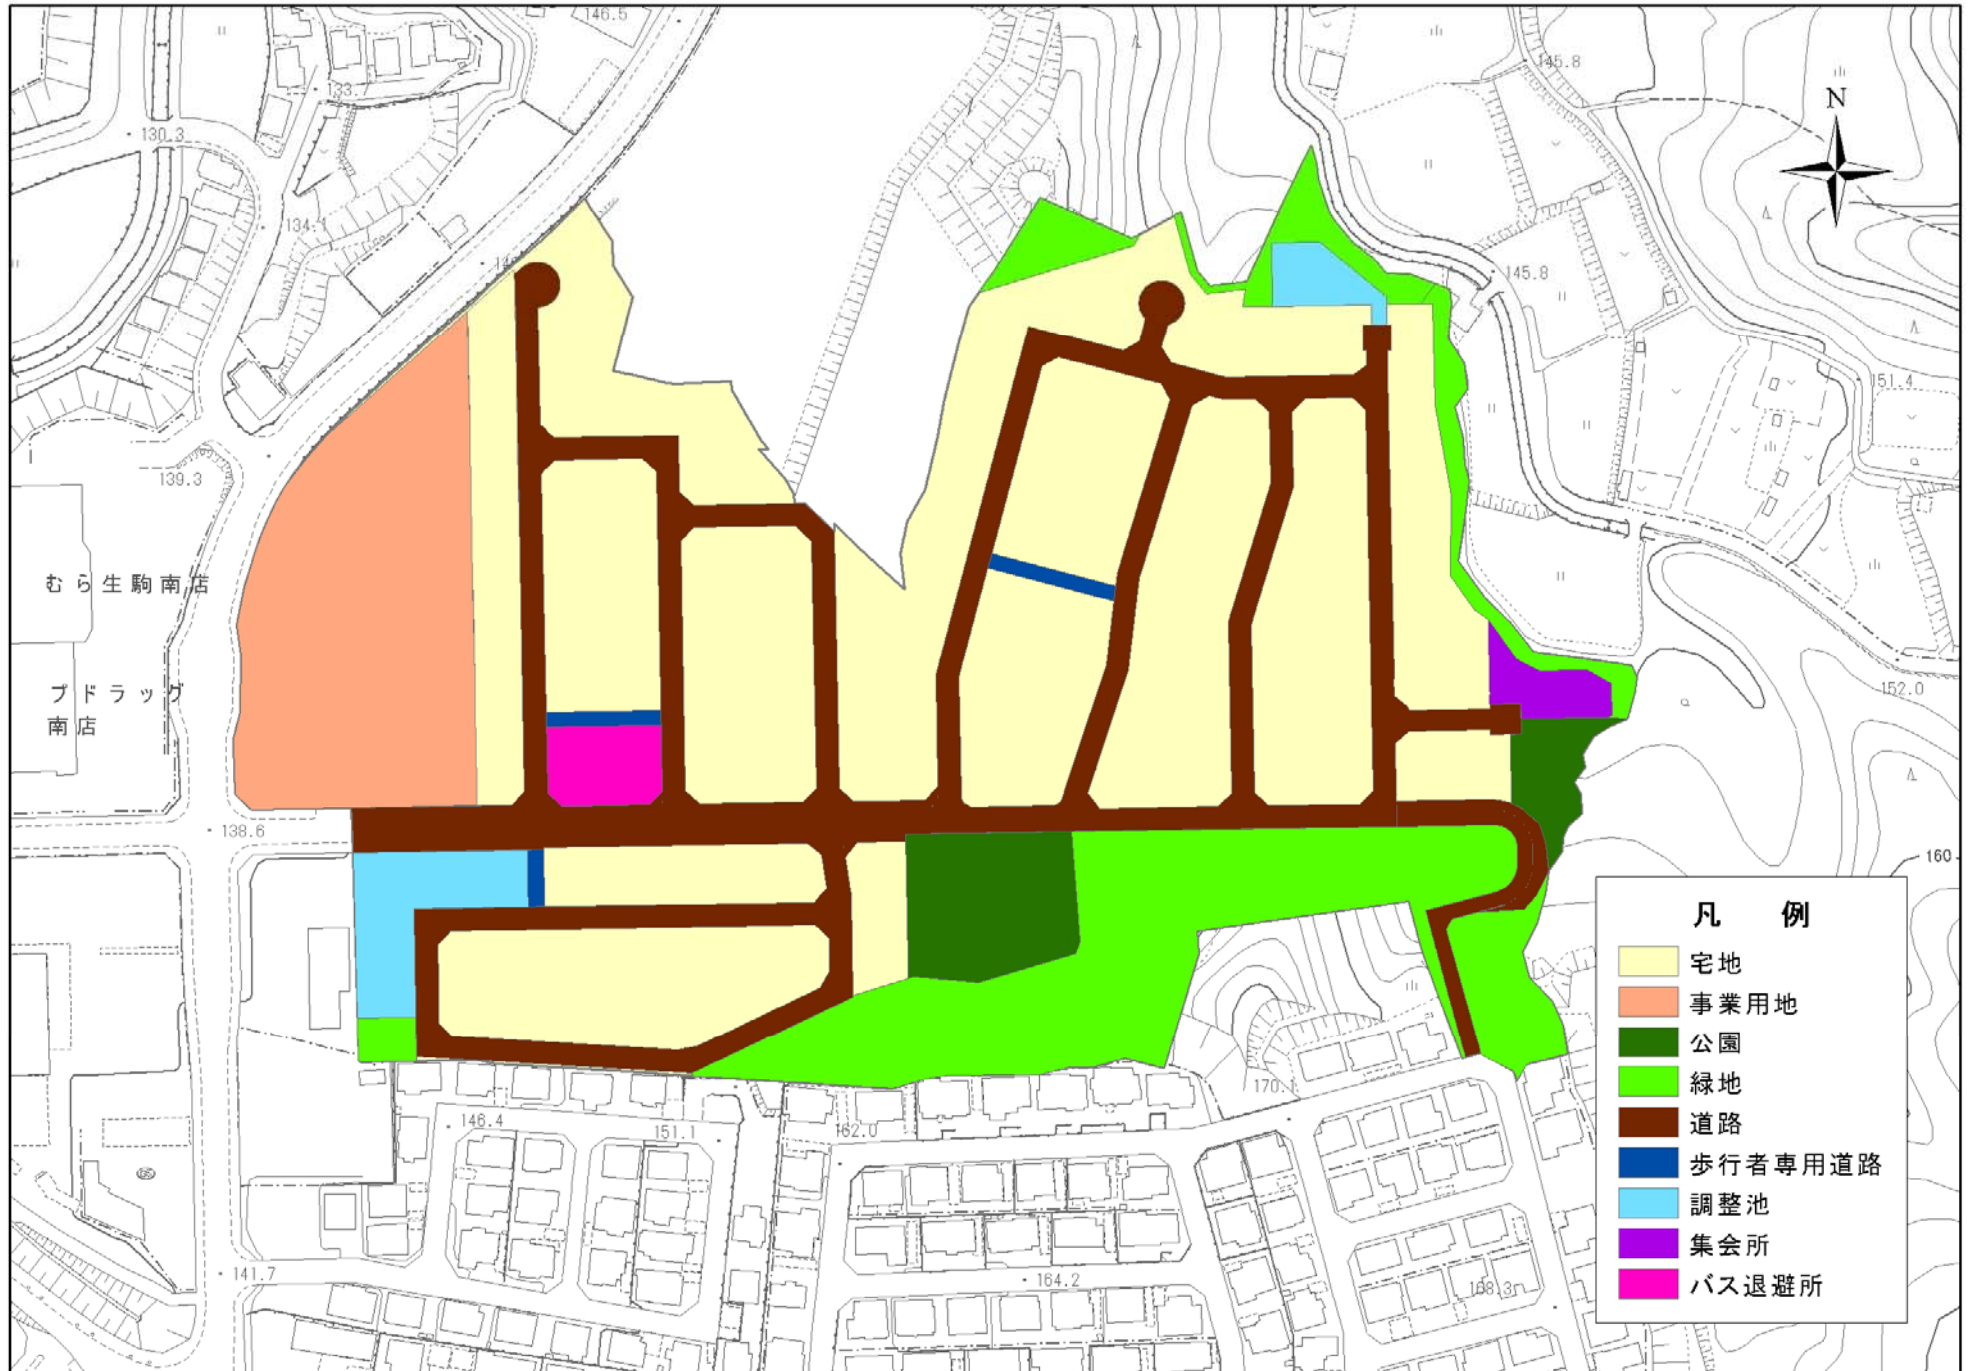 146.5
133.7
145.8
130.3
N
134.1
145.8
151.4
139.3
むら生駒南店
プドラッグ
南店
152.0
138.6
160
凡 例
宅地
事業用地
公園
緑地
道路
歩行者専用道路
調整池
集会所
バス退避所
170.1
146.4
151.1
162.0
141.7
164.2
168.3